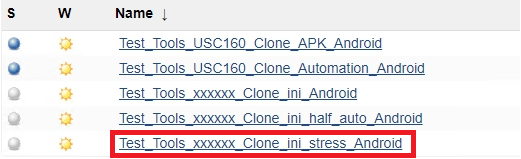 S W Name ↓
Test_Tools_USC160_Clone_APK_Android
Test_Tools_USC160_Clone_Automation_Android
Test_Tools_xxxxxx_Clone_ini_Android
Test_Tools_xxxxxx_Clone_ini_half_auto_Android
Test_Tools_xxxxxx_Clone_ini_stress_Android